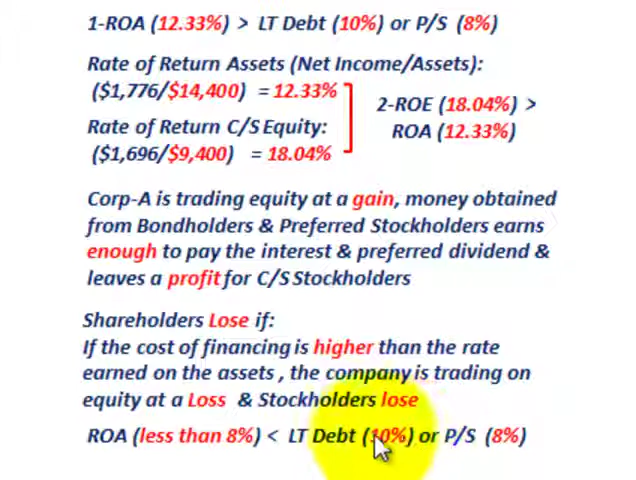 1-ROA (12.33%) > LT Debt (10%) or P/S (8%)
Rate of Return Assets (Net Income/Assets):
($1,776/$14,400) = 12.33%
2-ROE (18.04%) >
ROA (12.33%)
Rate of Return C/S Equity:
($1,696/$9,400) = 18.04%
Corp-A is trading equity at a gain, money obtained
from Bondholders & Preferred Stockholders earns
enough to pay the interest & preferred dividend &
leaves a profit for C/S Stockholders
Shareholders Lose if:
If the cost of financing is higher than the rate
earned on the assets , the company is trading on
equity at a Loss & Stockholders lose
ROA (less than 8%) < LT Debt (10%) or P/S (8%)